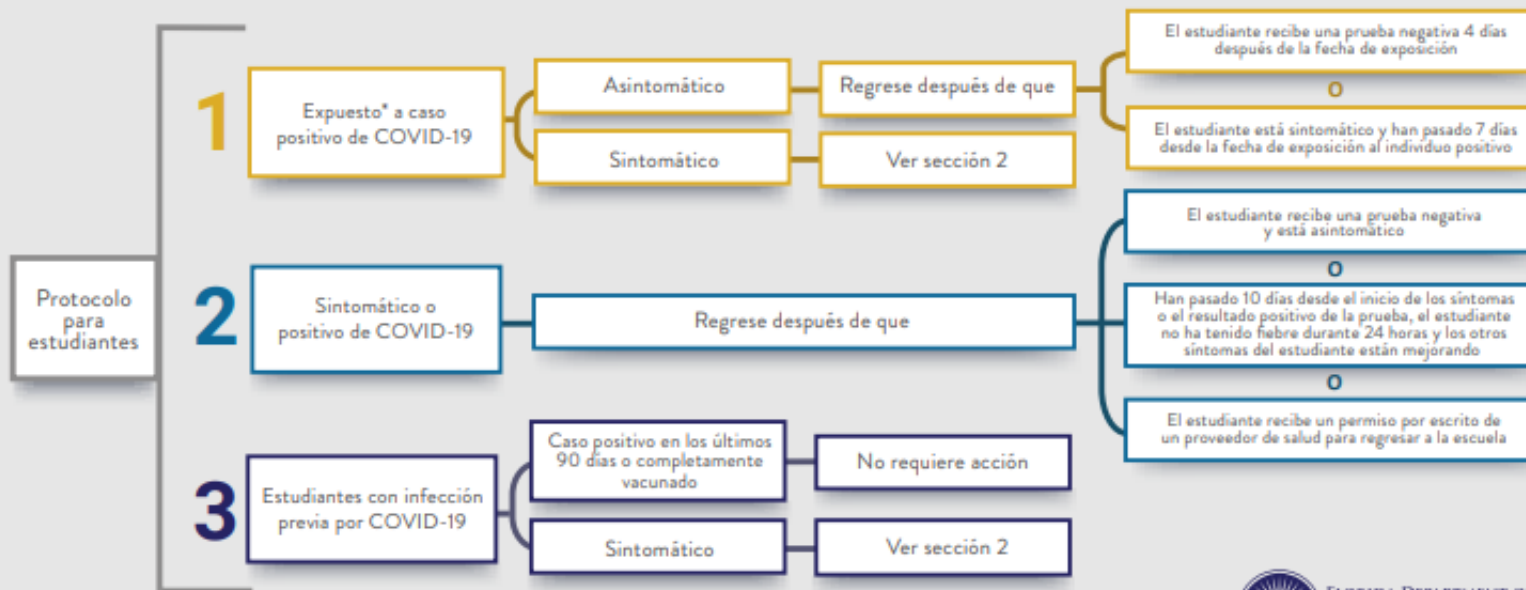 Protocolo
para
estudiantes
1
Expuesto* a caso
positivo de COVID-19
Asintomático
Regrese después de que
El estudiante recibe una prueba negativa 4 días
después de la fecha de exposición
O
El estudiante está sintomático y han pasado 7 días
desde la fecha de exposición al individuo positivo
Sintomático
Ver sección 2
2
Sintomático o
positivo de COVID-19
Regrese después de que
El estudiante recibe una prueba negativa
y está asintomático
O
Han pasado 10 días desde el inicio de los síntomas
o el resultado positivo de la prueba, el estudiante
no ha tenido fiebre durante 24 horas y los otros
síntomas del estudiante están mejorando
O
El estudiante recibe un permiso por escrito de
un proveedor de salud para regresar a la escuela
3
Estudiantes con infección
previa por COVID-19
Caso positivo en los últimos
90 días o completamente
vacunado
No requiere acción
Sintomático
Ver sección 2